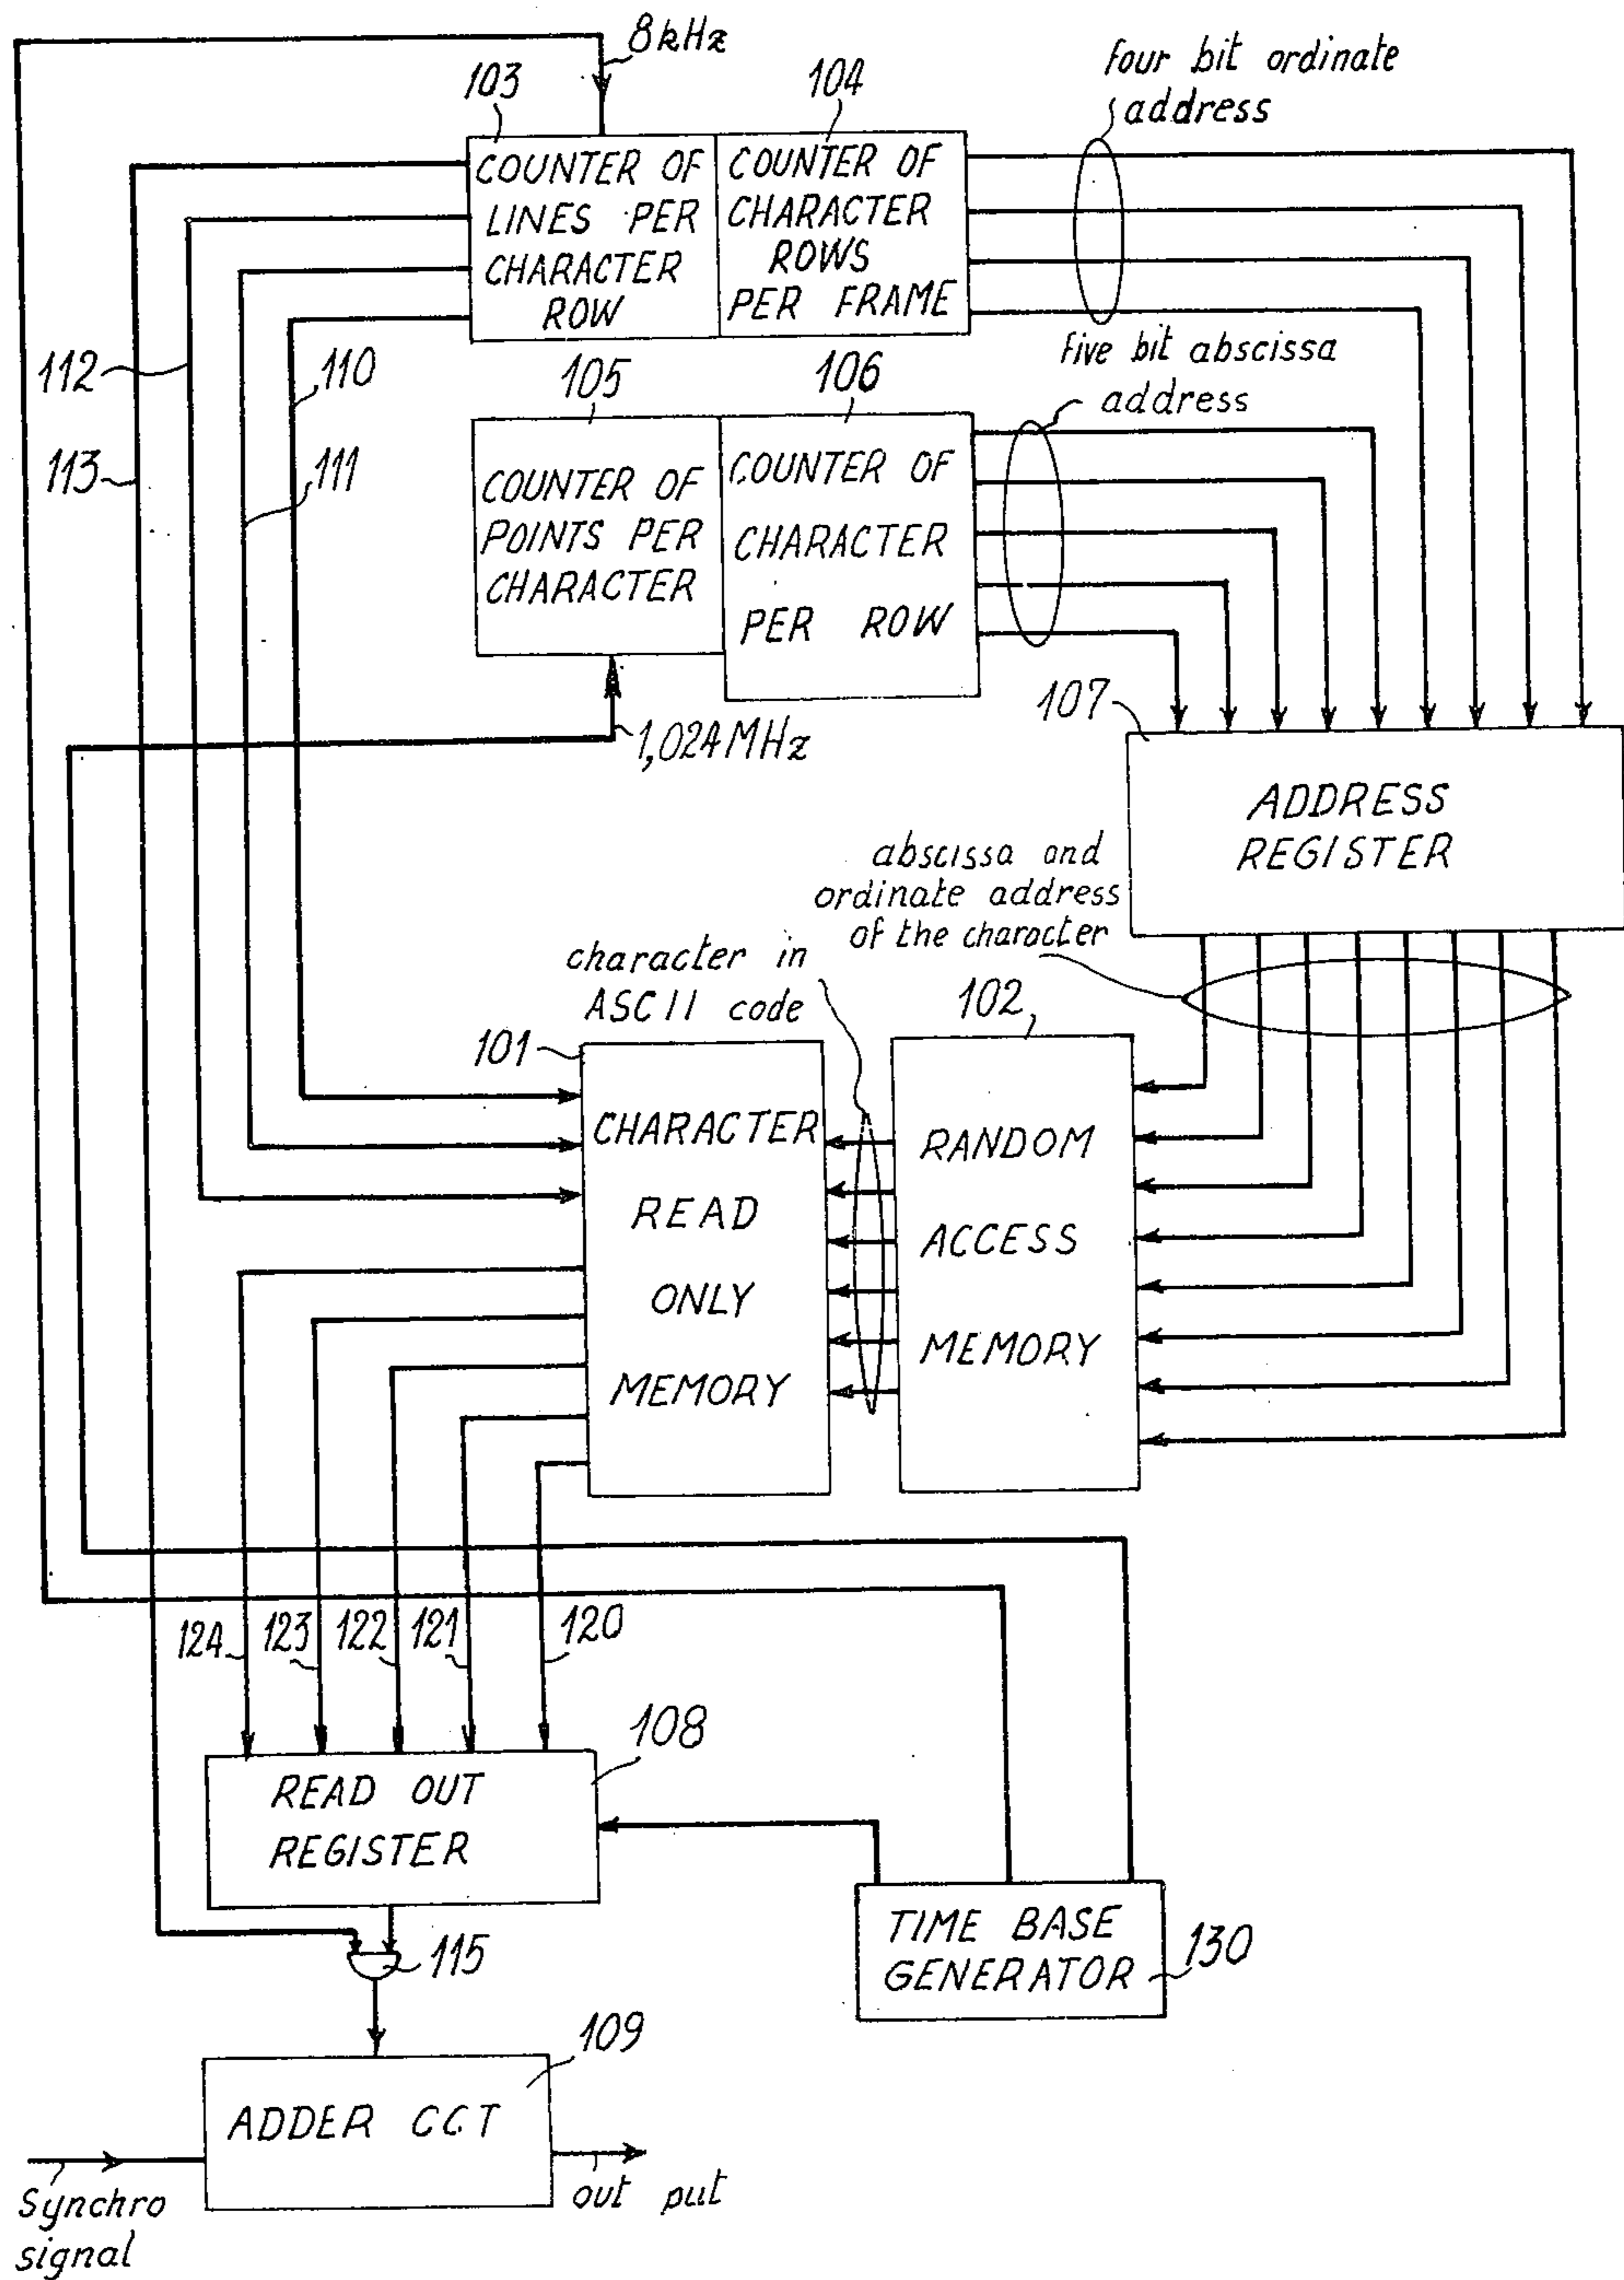 8kHz
103
104
Four bit ordinate
address
COUNTER OF
LINES PER
CHARACTER
ROW
COUNTER OF
CHARACTER
ROWS
PER FRAME
112
110
105
106
Five bit abscissa
address
113
111
COUNTER OF
POINTS PER
CHARACTER
COUNTER OF
CHARACTER
PER ROW
1,024MHz
107
ADDRESS
REGISTER
abscissa and
ordinate address
of the character
character in
ASCII code
101
102
CHARACTER
READ
ONLY
MEMORY
RANDOM
ACCESS
MEMORY
124
123
122
121
120
108
READ OUT
REGISTER
115
TIME BASE
GENERATOR
130
109
ADDER CCT
Synchro
signal
out put